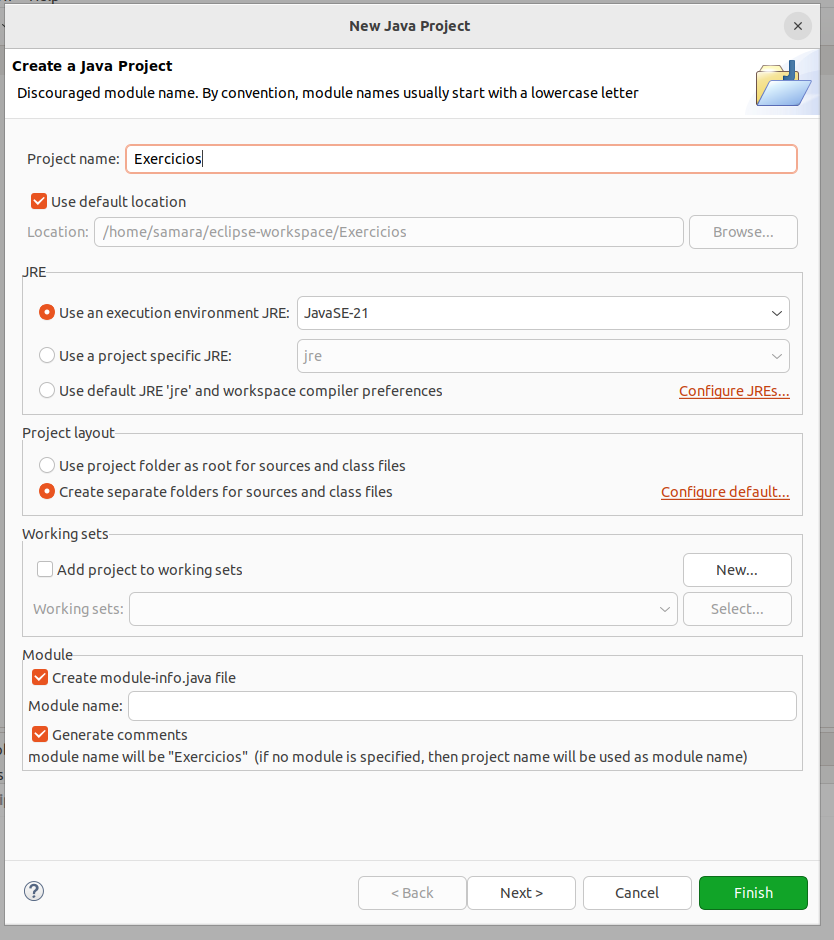 Help
New Java Project
Create a Java Project
Discouraged module name. By convention, module names usually start with a lowercase letter
Project name: Exercicios
Use default location
Location: /home/samara/eclipse-workspace/Exercicios Browse...
JRE
Use an execution environment JRE: JavaSE-21
Use a project specific JRE: jre
Use default JRE 'jre' and workspace compiler preferences Configure JREs...
Project layout
Use project folder as root for sources and class files
Create separate folders for sources and class files Configure default...
Working sets
Add project to working sets New...
Working sets: Select...
Module
Create module-info.java file
Module name:
Generate comments
module name will be "Exercicios" (if no module is specified, then project name will be used as module name)
? < Back Next > Cancel Finish